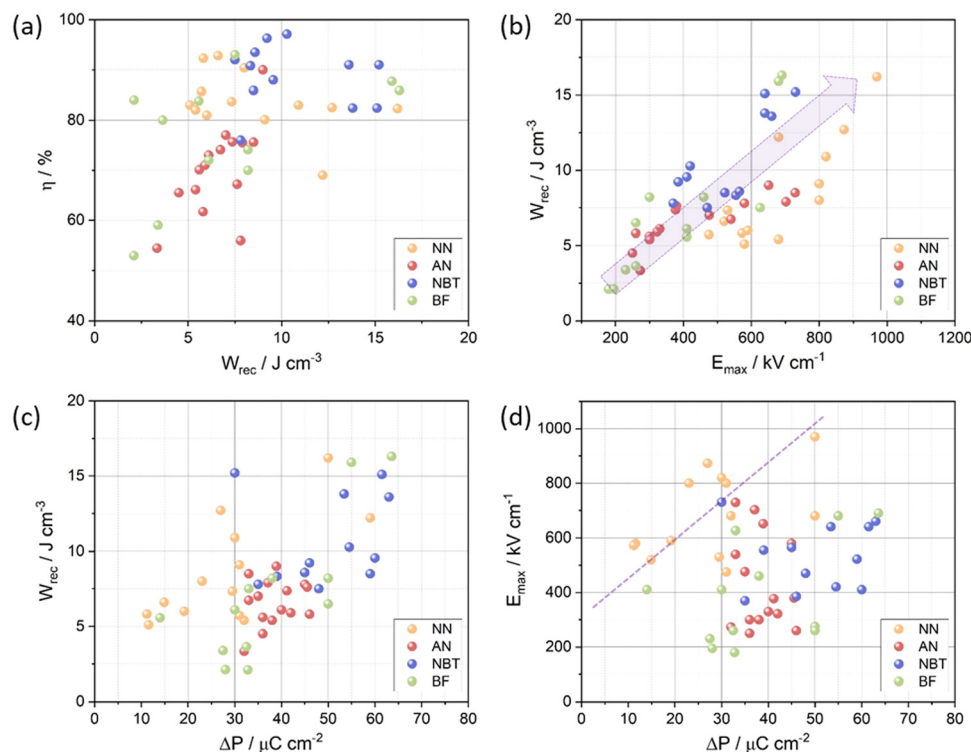 (a)
100
80
60
40
η / %
0
5
10
15
20
W_rec / J cm⁻³
NN
AN
NBT
BF
(b)
20
15
10
5
0
W_rec / J cm⁻³
200
400
600
800
1000
1200
E_max / kV cm⁻¹
NN
AN
NBT
BF
(c)
20
15
10
5
0
W_rec / J cm⁻³
0
10
20
30
40
50
60
70
80
ΔP / μC cm⁻²
NN
AN
NBT
BF
(d)
1000
800
600
400
200
0
E_max / kV cm⁻¹
0
10
20
30
40
50
60
70
80
ΔP / μC cm⁻²
NN
AN
NBT
BF